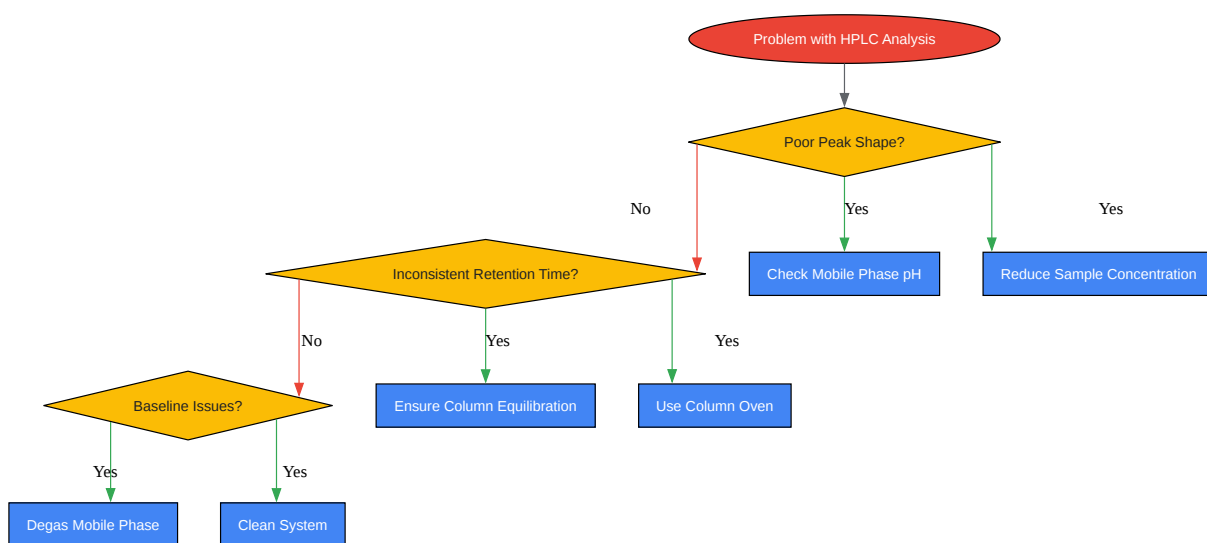 Problem with HPLC Analysis
Poor Peak Shape?
No
Yes
Yes
Inconsistent Retention Time?
Check Mobile Phase pH
Reduce Sample Concentration
No
Yes
Yes
Baseline Issues?
Ensure Column Equilibration
Use Column Oven
Yes
Yes
Degas Mobile Phase
Clean System